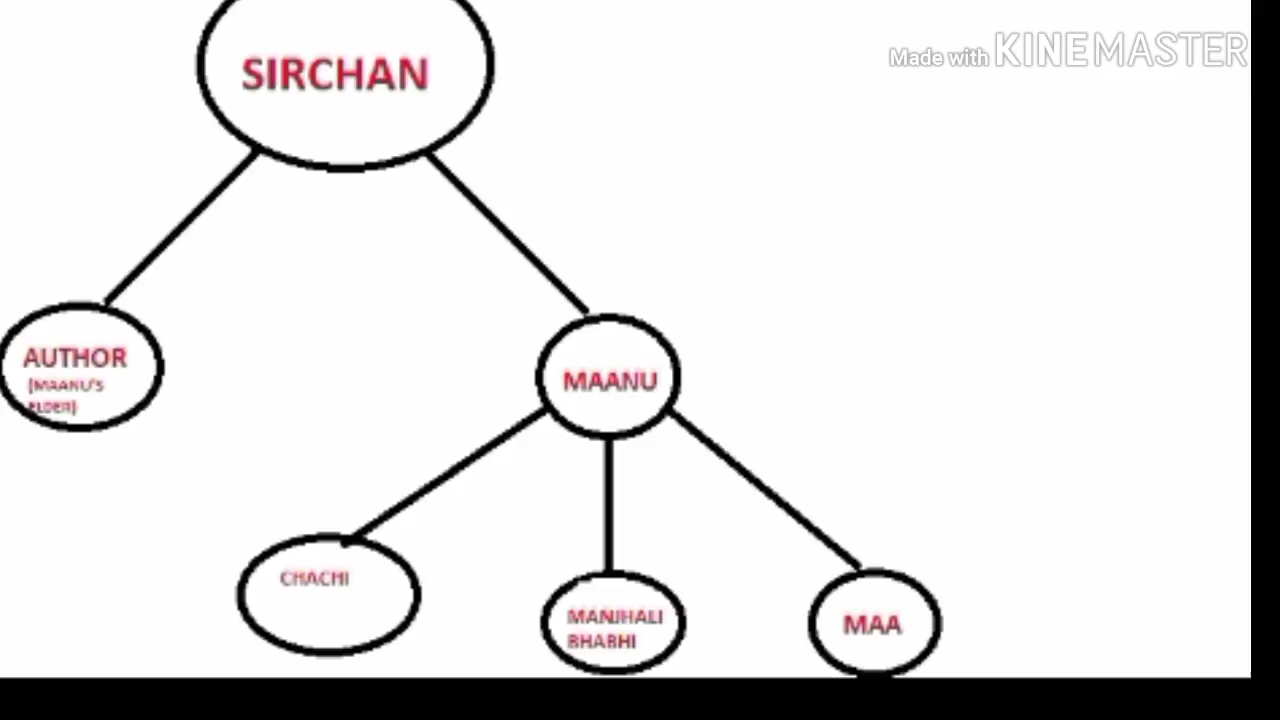 Made with KINEMASTER
SIRCHAN
AUTHOR
(MAANU'S
ELDER)
MAANU
CHACHI
MANJHALI
BHABHI
MAA